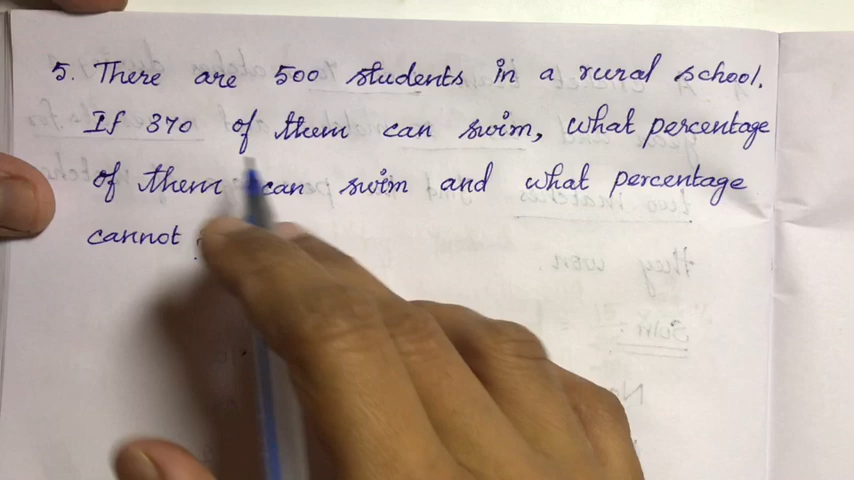 5. There are 500 students in a rural school.
If 370 of them can swim, what percentage
of them can swim and what percentage
cannot ?